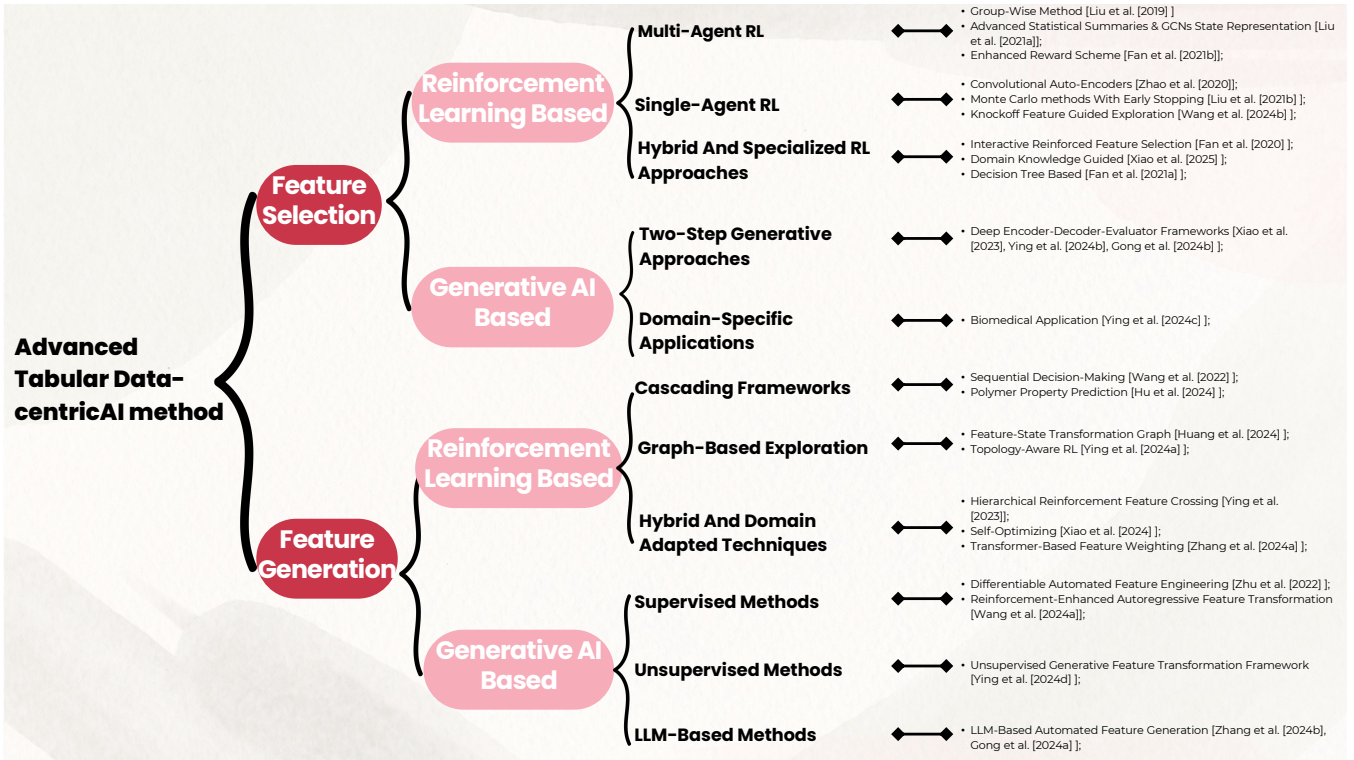 Advanced
Tabular Data-
centricAI method
Feature
Selection
Reinforcement
Learning Based
Multi-Agent RL
• Group-Wise Method [Liu et al. [2019] ]
• Advanced Statistical Summaries & GCNs State Representation [Liu
et al. [2021a]];
• Enhanced Reward Scheme [Fan et al. [2021b]];
Single-Agent RL
• Convolutional Auto-Encoders [Zhao et al. [2020]];
• Monte Carlo methods With Early Stopping [Liu et al. [2021b] ];
• Knockoff Feature Guided Exploration [Wang et al. [2024b] ];
Hybrid And Specialized RL
Approaches
• Interactive Reinforced Feature Selection [Fan et al. [2020] ];
• Domain Knowledge Guided [Xiao et al. [2025] ];
• Decision Tree Based [Fan et al. [2021a] ];
Generative AI
Based
Two-Step Generative
Approaches
• Deep Encoder-Decoder-Evaluator Frameworks [Xiao et al.
[2023], Ying et al. [2024b], Gong et al. [2024b] ];
Domain-Specific
Applications
• Biomedical Application [Ying et al. [2024c] ];
Feature
Generation
Reinforcement
Learning Based
Cascading Frameworks
• Sequential Decision-Making [Wang et al. [2022] ];
• Polymer Property Prediction [Hu et al. [2024] ];
Graph-Based Exploration
• Feature-State Transformation Graph [Huang et al. [2024] ];
• Topology-Aware RL [Ying et al. [2024a] ];
Hybrid And Domain
Adapted Techniques
• Hierarchical Reinforcement Feature Crossing [Ying et al.
[2023]];
• Self-Optimizing [Xiao et al. [2024] ];
• Transformer-Based Feature Weighting [Zhang et al. [2024a] ];
Generative AI
Based
Supervised Methods
• Differentiable Automated Feature Engineering [Zhu et al. [2022] ];
• Reinforcement-Enhanced Autoregressive Feature Transformation
[Wang et al. [2024a]];
Unsupervised Methods
• Unsupervised Generative Feature Transformation Framework
[Ying et al. [2024d] ];
LLM-Based Methods
• LLM-Based Automated Feature Generation [Zhang et al. [2024b],
Gong et al. [2024a] ];